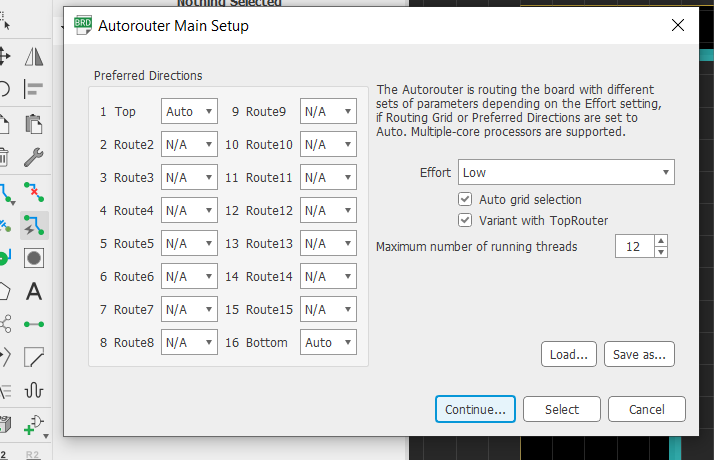 Nothing Selected
BRD
Autorouter Main Setup
Preferred Directions
1 Top Auto 9 Route9 N/A
2 Route2 N/A 10 Route10 N/A
3 Route3 N/A 11 Route11 N/A
4 Route4 N/A 12 Route12 N/A
5 Route5 N/A 13 Route13 N/A
6 Route6 N/A 14 Route14 N/A
7 Route7 N/A 15 Route15 N/A
8 Route8 N/A 16 Bottom Auto
The Autorouter is routing the board with different
sets of parameters depending on the Effort setting,
if Routing Grid or Preferred Directions are set to
Auto. Multiple-core processors are supported.
Effort Low
Auto grid selection
Variant with TopRouter
Maximum number of running threads 12
Load... Save as...
Continue... Select Cancel
A
R2